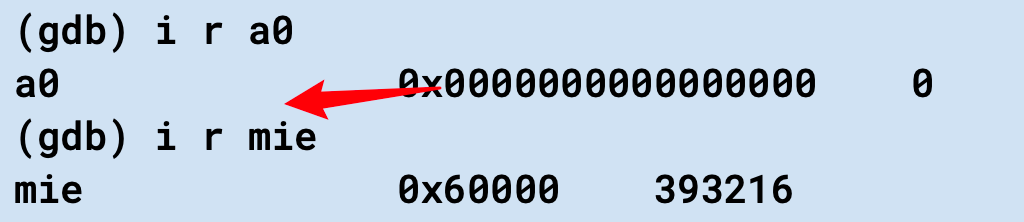 (gdb) i r a0
a0 0x0000000000000000 0
(gdb) i r mie
mie 0x60000 393216